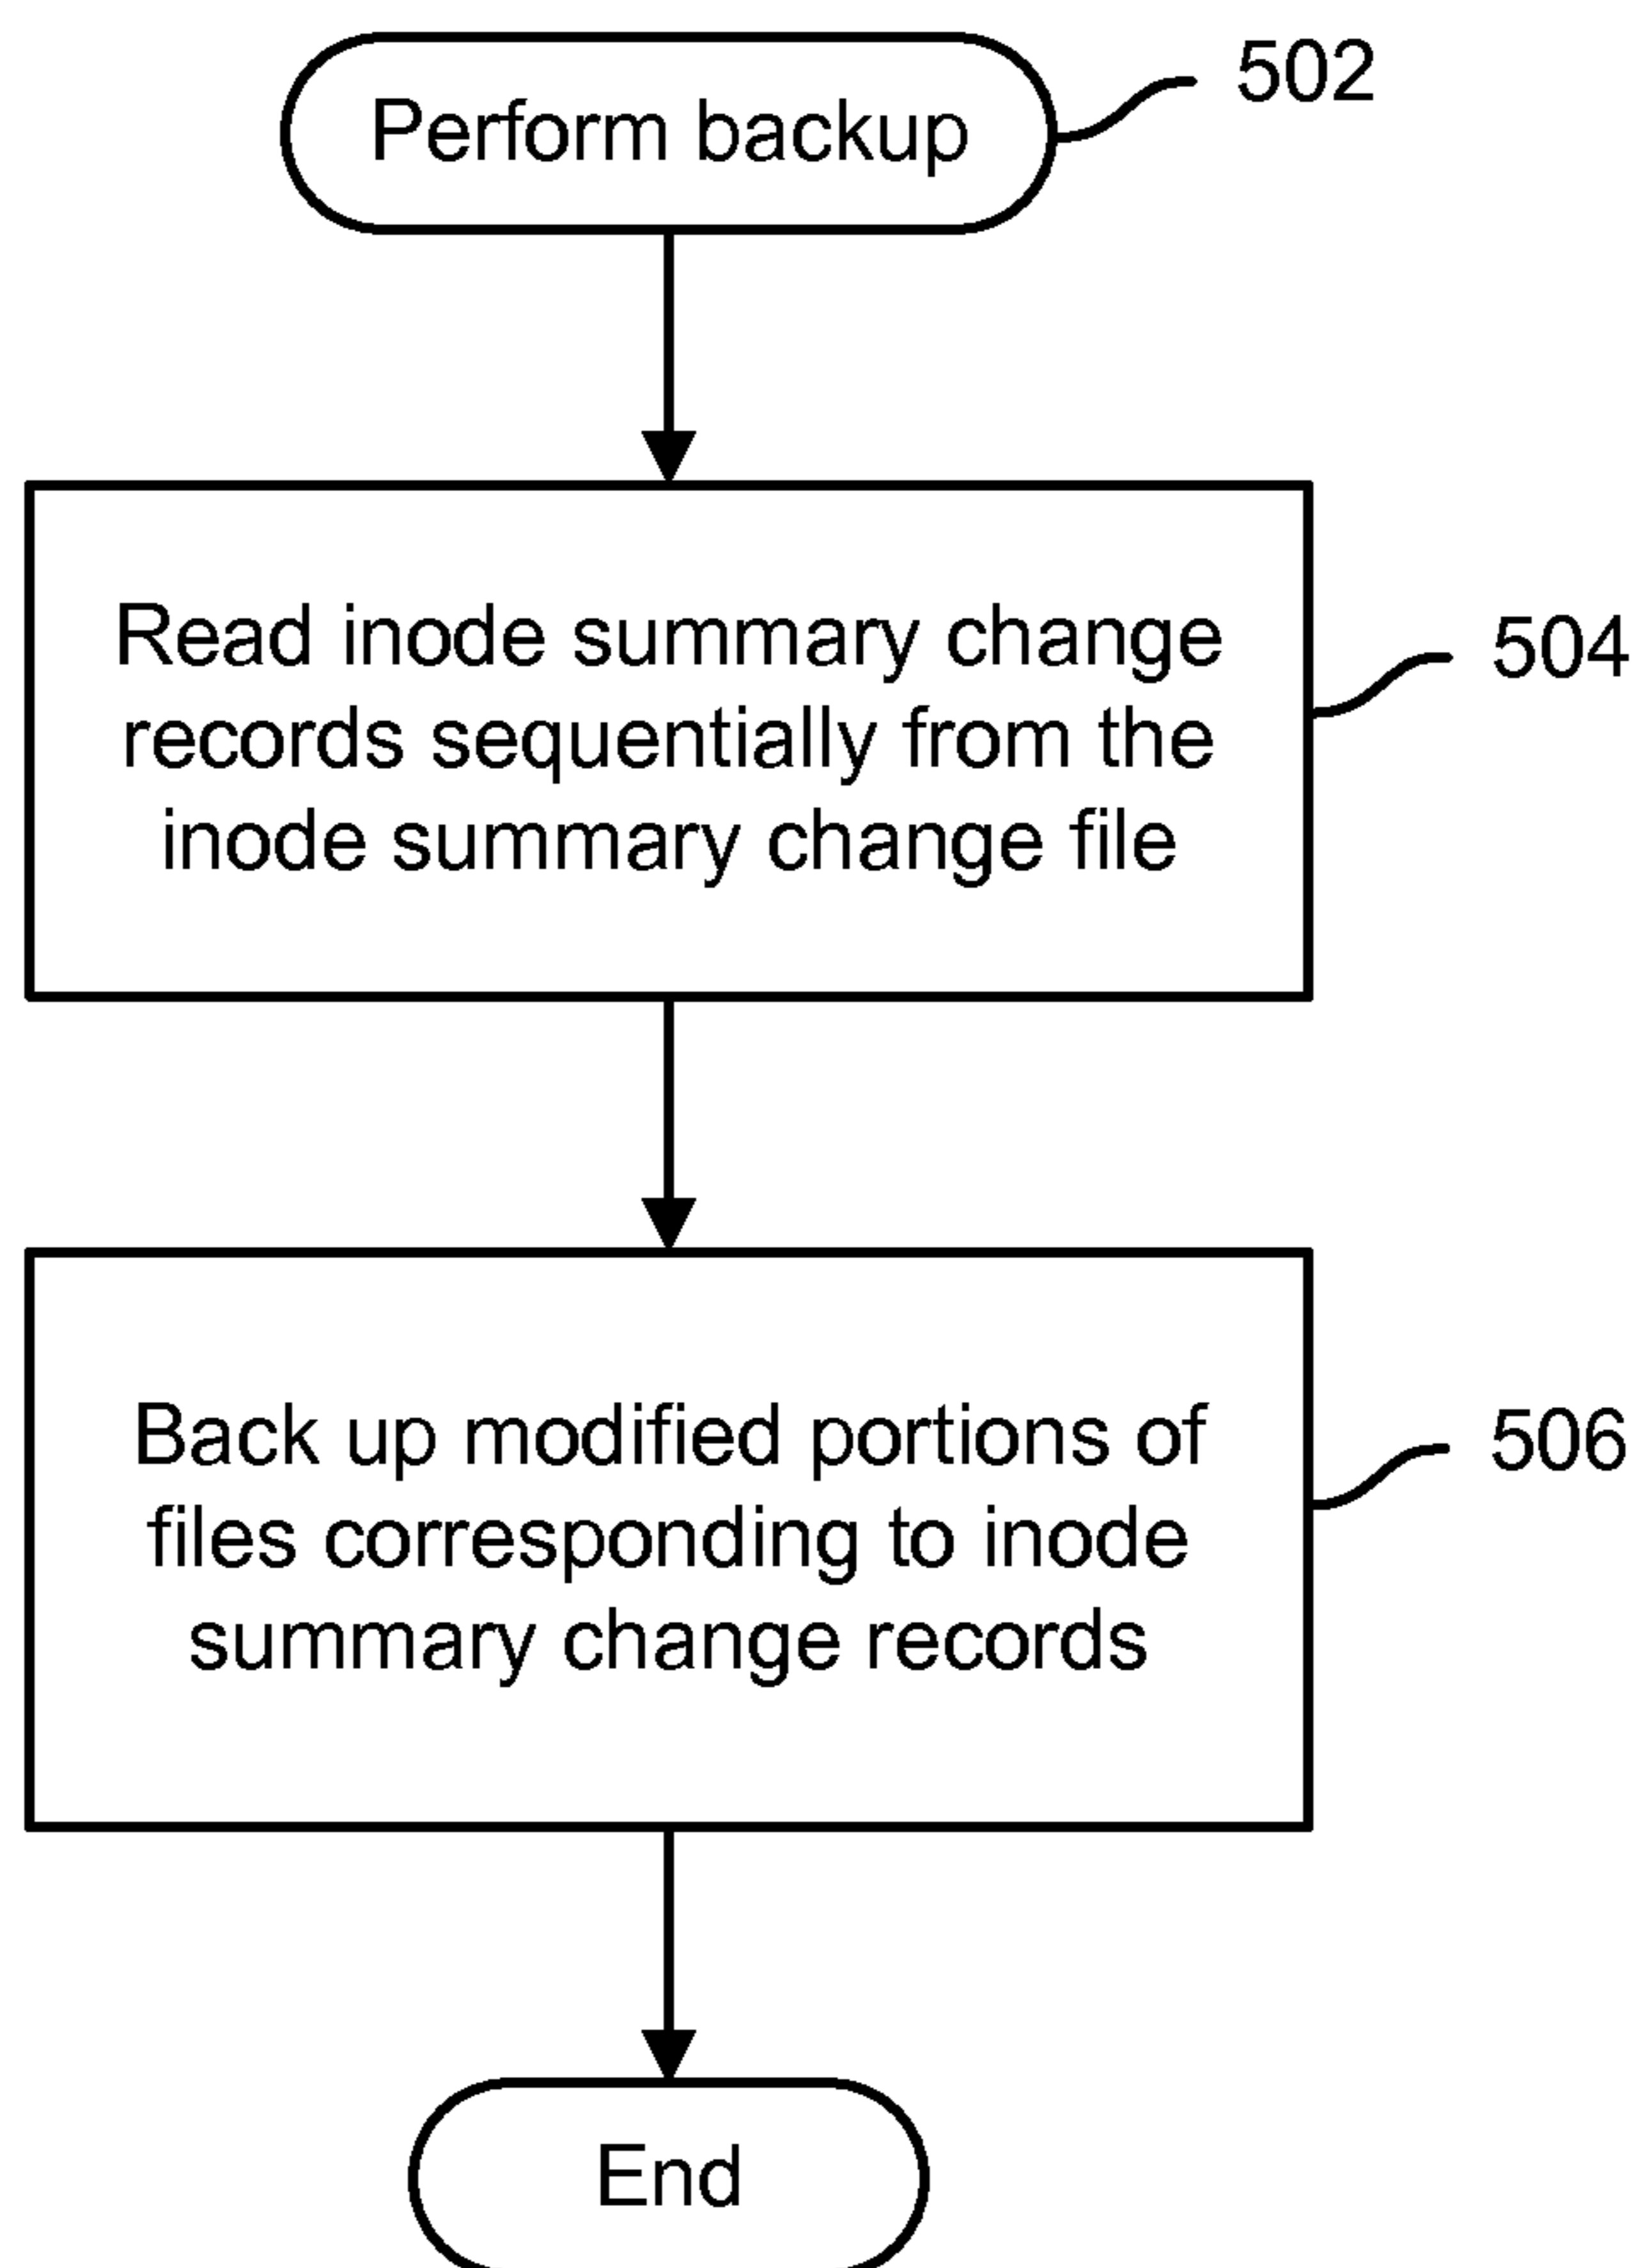 Perform backup
502
Read inode summary change
records sequentially from the
inode summary change file
504
Back up modified portions of
files corresponding to inode
summary change records
506
End